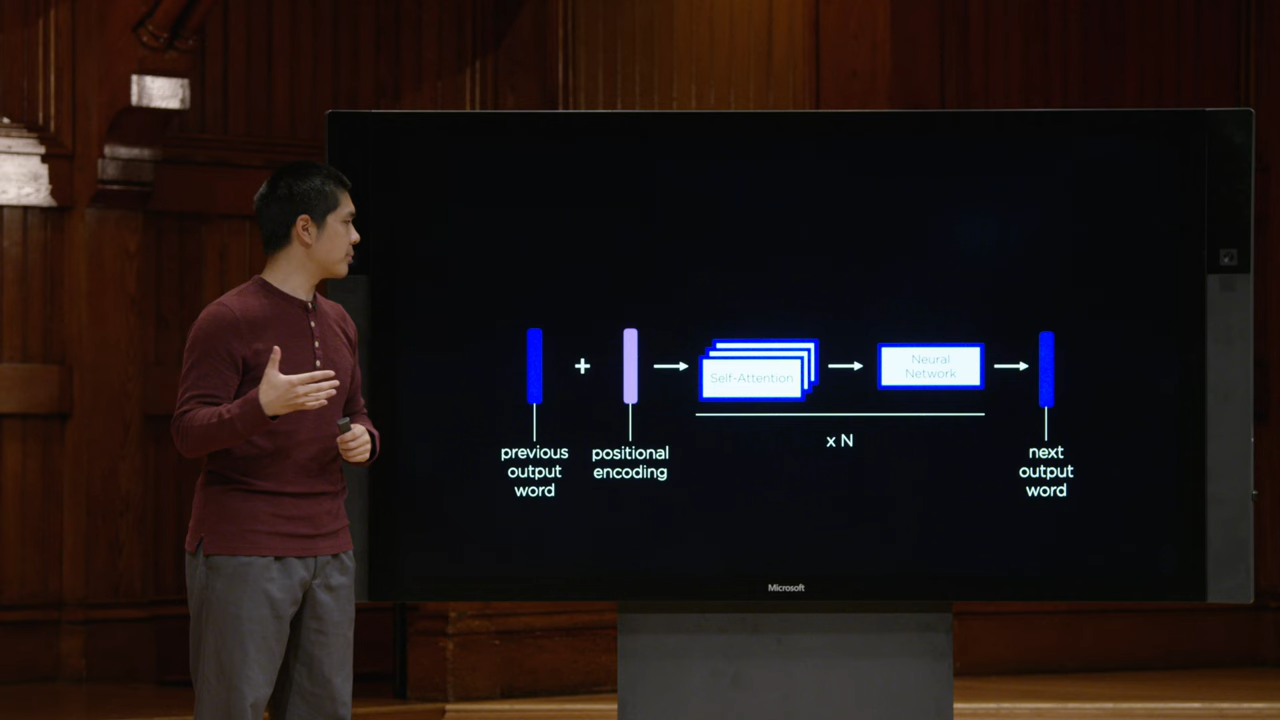 +
Self-Attention
Neural
Network
previous
output
word
positional
encoding
x N
next
output
word
Microsoft